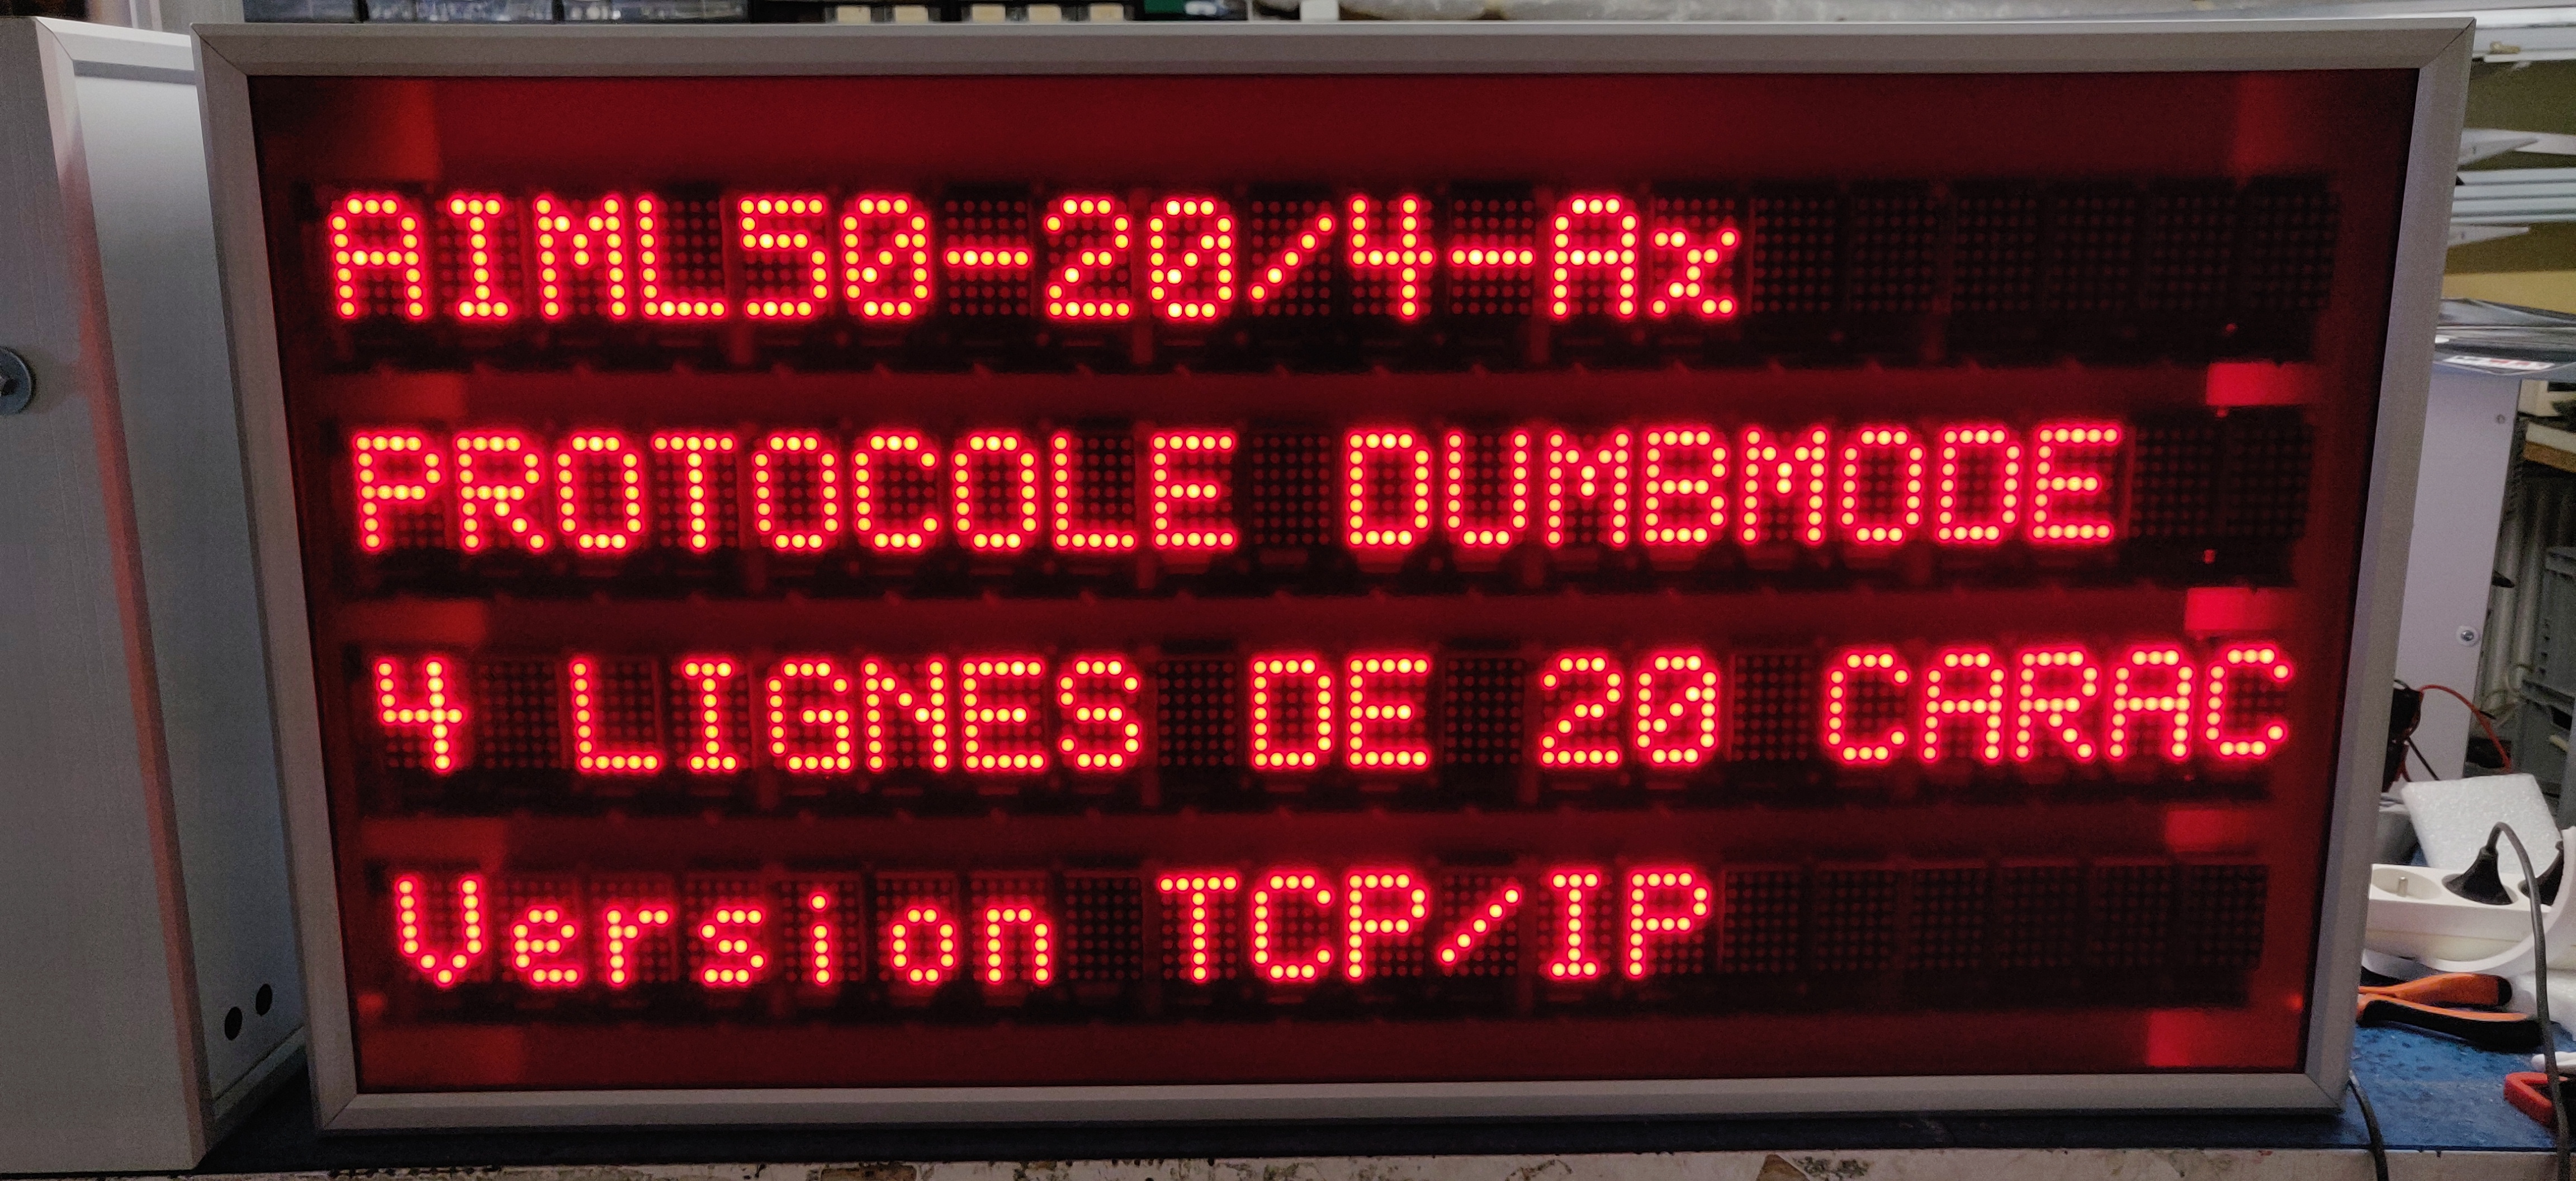 AIML50-20/4-Ax
PROTOCOLE DUMBMODE
4 LIGNES DE 20 CARAC
Version TCP/IP